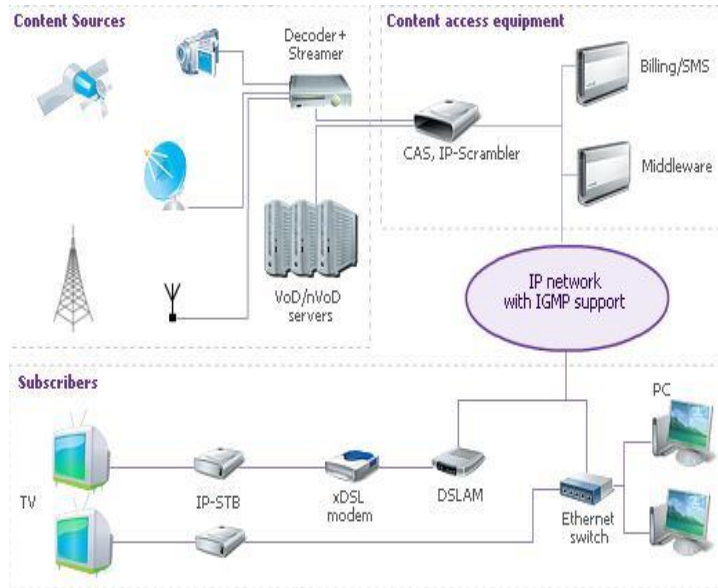 Content Sources
Decoder+
Streamer
VoD/nVoD
servers
Content access equipment
Billing/SMS
CAS, IP-Scrambler
Middleware
IP network
with IGMP support
Subscribers
PC
TV
IP-STB
xDSL
modem
DSLAM
Ethernet
switch